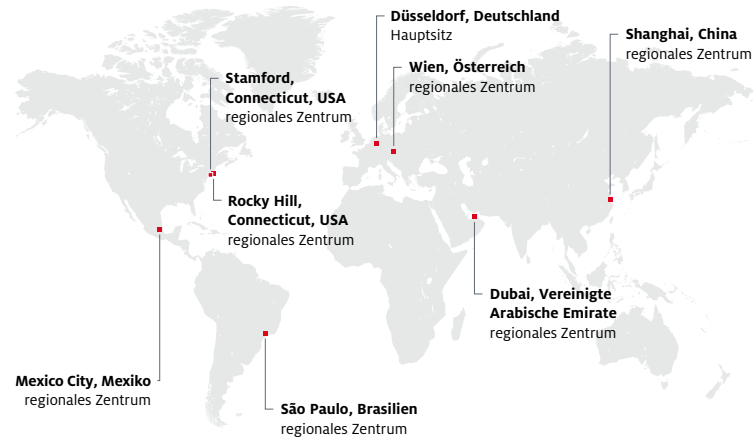 Düsseldorf, Deutschland
Hauptsitz
Shanghai, China
regionales Zentrum
Wien, Österreich
regionales Zentrum
Stamford,
Connecticut, USA
regionales Zentrum
Rocky Hill,
Connecticut, USA
regionales Zentrum
Dubai, Vereinigte
Arabische Emirate
regionales Zentrum
Mexico City, Mexiko
regionales Zentrum
São Paulo, Brasilien
regionales Zentrum